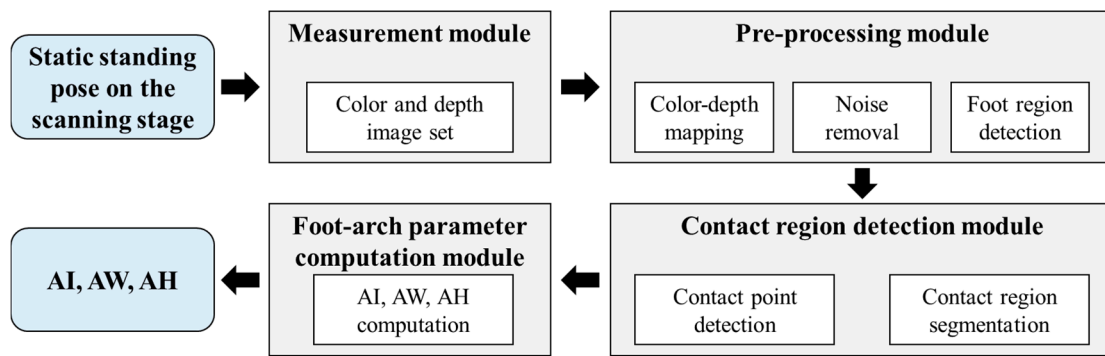 Static standing
pose on the
scanning stage
Measurement module
Color and depth
image set
Pre-processing module
Color-depth
mapping
Noise
removal
Foot region
detection
Contact region detection module
Contact point
detection
Contact region
segmentation
Foot-arch parameter
computation module
AI, AW, AH
computation
AI, AW, AH